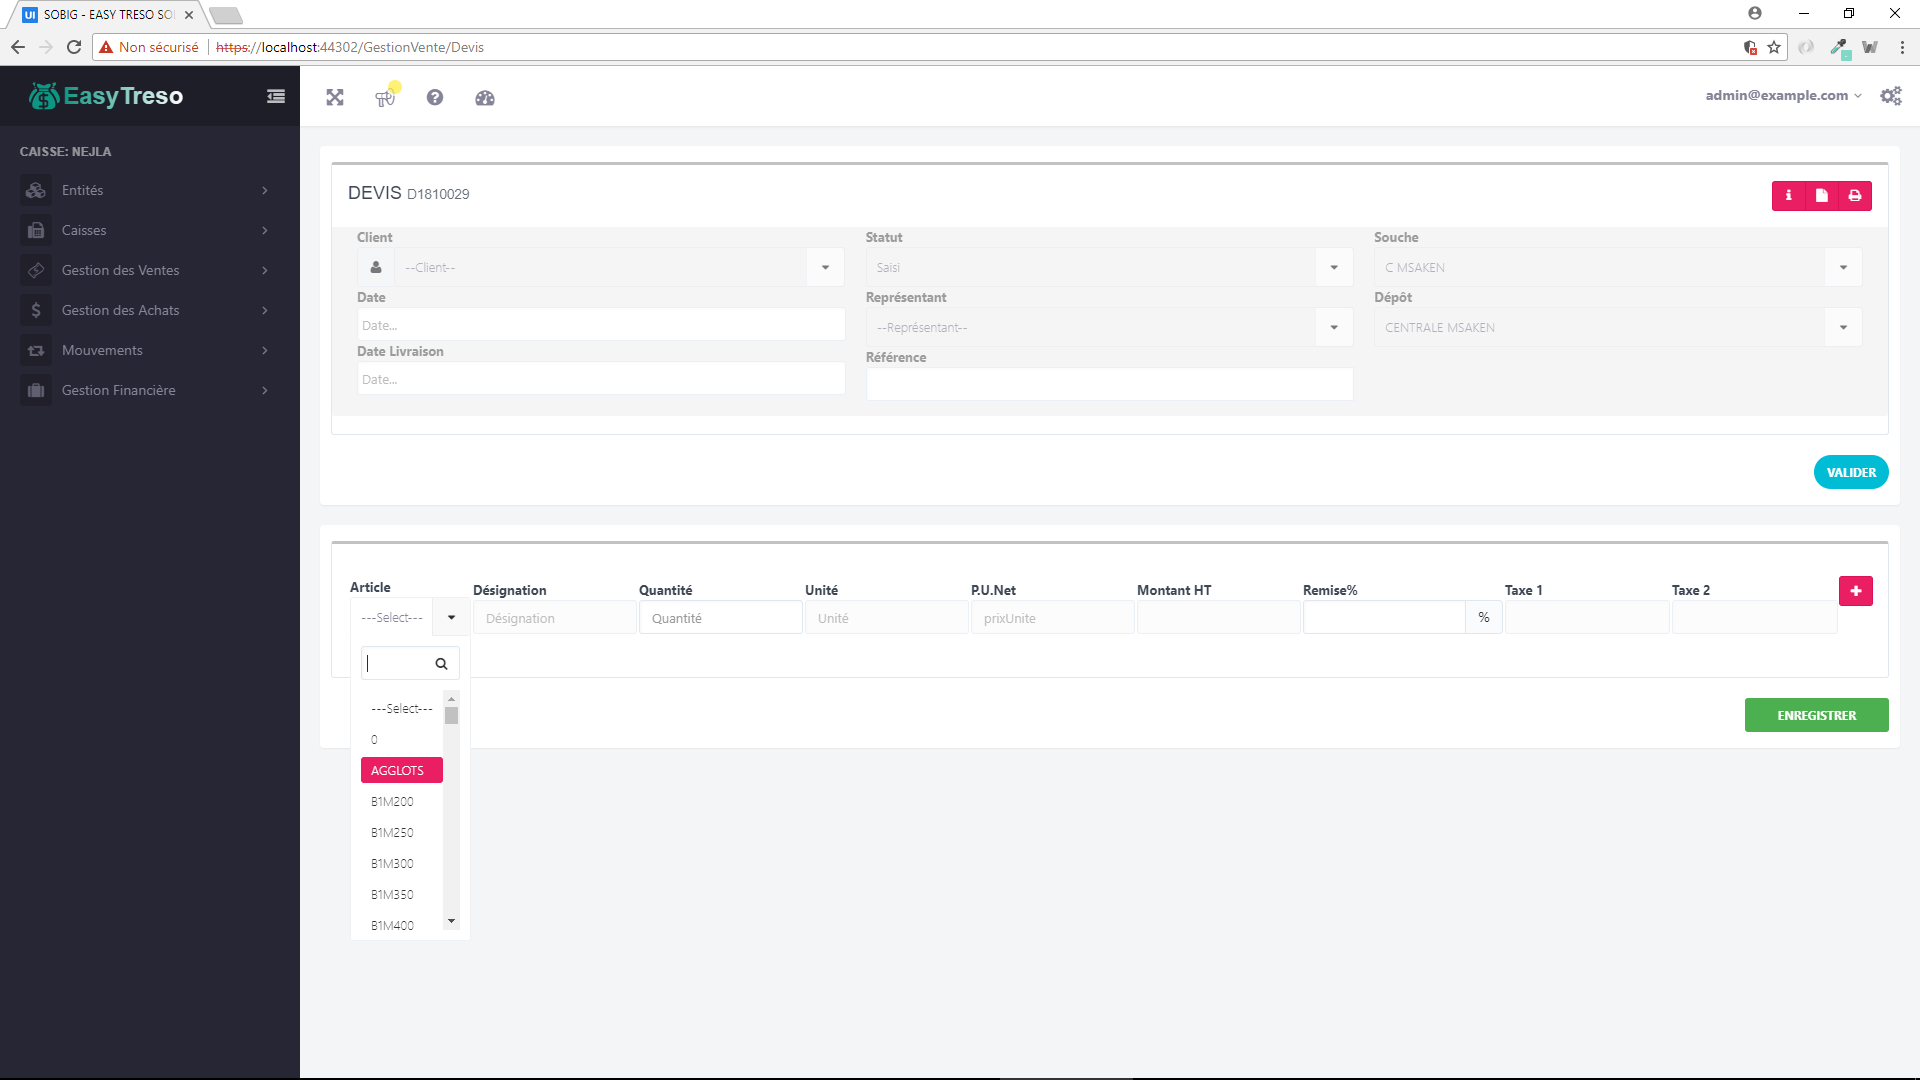 SOBIG - EASY TRESO SO
Non sécurisé https://localhost:44302/GestionVente/Devis
EasyTreso
admin@example.com
CAISSE: NEJLA
Entités
Caisses
Gestion des Ventes
Gestion des Achats
Mouvements
Gestion Financière
DEVIS D1810029
Client
--Client--
Date
Date...
Date Livraison
Date...
Statut
Saisi
Représentant
--Représentant--
Référence
Souche
C MSAKEN
Dépôt
CENTRALE MSAKEN
VALIDER
Article Désignation Quantité Unité P.U.Net Montant HT Remise% Taxe 1 Taxe 2
---Select--- Désignation Quantité Unité prixUnite %
---Select---
0
AGGLOTS
B1M200
B1M250
B1M300
B1M350
B1M400
ENREGISTRER